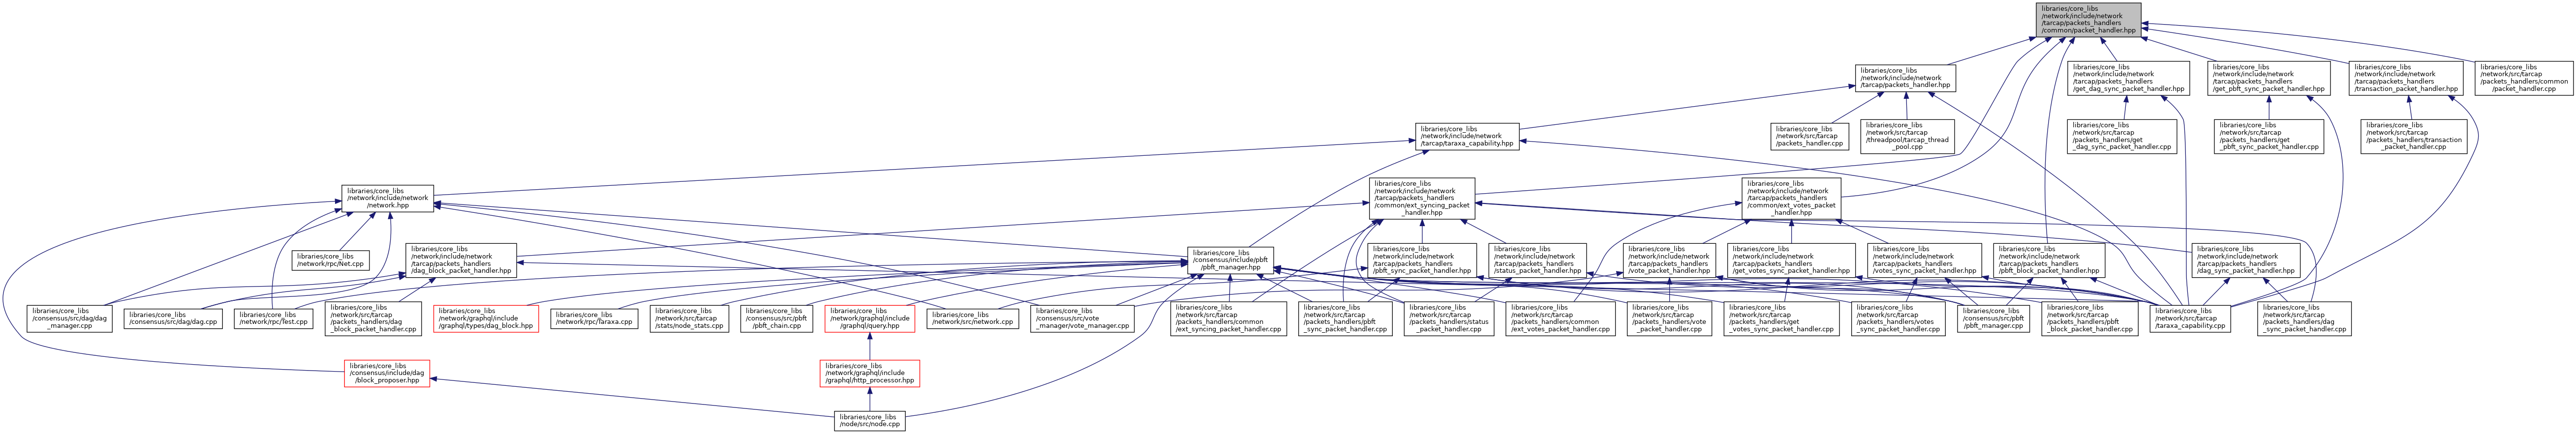 libraries/core_libs
/network/include/network
/tarcap/packets_handlers
/common/packet_handler.hpp
libraries/core_libs
/network/include/network
/tarcap/packets_handler.hpp
libraries/core_libs
/network/include/network
/tarcap/packets_handlers
/get_dag_sync_packet_handler.hpp
libraries/core_libs
/network/include/network
/tarcap/packets_handlers
/get_pbft_sync_packet_handler.hpp
libraries/core_libs
/network/include/network
/tarcap/packets_handlers
/transaction_packet_handler.hpp
libraries/core_libs
/network/src/tarcap
/packets_handlers/common
/packet_handler.cpp
libraries/core_libs
/network/include/network
/tarcap/taraxa_capability.hpp
libraries/core_libs
/network/src/tarcap
/packets_handler.cpp
libraries/core_libs
/network/src/tarcap
/threadpool/tarcap_thread
_pool.cpp
libraries/core_libs
/network/src/tarcap
/packets_handlers/get
_dag_sync_packet_handler.cpp
libraries/core_libs
/network/src/tarcap
/packets_handlers/get
_pbft_sync_packet_handler.cpp
libraries/core_libs
/network/src/tarcap
/packets_handlers/transaction
_packet_handler.cpp
libraries/core_libs
/network/include/network
/network.hpp
libraries/core_libs
/network/include/network
/tarcap/packets_handlers
/common/ext_syncing_packet
_handler.hpp
libraries/core_libs
/network/include/network
/tarcap/packets_handlers
/common/ext_votes_packet
_handler.hpp
libraries/core_libs
/network/rpc/Net.cpp
libraries/core_libs
/network/include/network
/tarcap/packets_handlers
/dag_block_packet_handler.hpp
libraries/core_libs
/consensus/include/pbft
/pbft_manager.hpp
libraries/core_libs
/network/include/network
/tarcap/packets_handlers
/pbft_sync_packet_handler.hpp
libraries/core_libs
/network/include/network
/tarcap/packets_handlers
/status_packet_handler.hpp
libraries/core_libs
/network/include/network
/tarcap/packets_handlers
/vote_packet_handler.hpp
libraries/core_libs
/network/include/network
/tarcap/packets_handlers
/get_votes_sync_packet_handler.hpp
libraries/core_libs
/network/include/network
/tarcap/packets_handlers
/votes_sync_packet_handler.hpp
libraries/core_libs
/network/include/network
/tarcap/packets_handlers
/pbft_block_packet_handler.hpp
libraries/core_libs
/network/include/network
/tarcap/packets_handlers
/dag_sync_packet_handler.hpp
libraries/core_libs
/consensus/src/dag/dag
_manager.cpp
libraries/core_libs
/consensus/src/dag/dag.cpp
libraries/core_libs
/network/rpc/Test.cpp
libraries/core_libs
/network/src/tarcap
/packets_handlers/dag
_block_packet_handler.cpp
libraries/core_libs
/network/graphql/include
/graphql/types/dag_block.hpp
libraries/core_libs
/network/rpc/Taraxa.cpp
libraries/core_libs
/network/src/tarcap
/stats/node_stats.cpp
libraries/core_libs
/consensus/src/pbft
/pbft_chain.cpp
libraries/core_libs
/network/graphql/include
/graphql/query.hpp
libraries/core_libs
/network/src/network.cpp
libraries/core_libs
/consensus/src/vote
_manager/vote_manager.cpp
libraries/core_libs
/network/src/tarcap
/packets_handlers/common
/ext_syncing_packet_handler.cpp
libraries/core_libs
/network/src/tarcap
/packets_handlers/pbft
_sync_packet_handler.cpp
libraries/core_libs
/network/src/tarcap
/packets_handlers/status
_packet_handler.cpp
libraries/core_libs
/network/src/tarcap
/packets_handlers/common
/ext_votes_packet_handler.cpp
libraries/core_libs
/network/src/tarcap
/packets_handlers/vote
_packet_handler.cpp
libraries/core_libs
/network/src/tarcap
/packets_handlers/get
_votes_sync_packet_handler.cpp
libraries/core_libs
/network/src/tarcap
/packets_handlers/votes
_sync_packet_handler.cpp
libraries/core_libs
/consensus/src/pbft
/pbft_manager.cpp
libraries/core_libs
/network/src/tarcap
/packets_handlers/pbft
_block_packet_handler.cpp
libraries/core_libs
/network/src/tarcap
/taraxa_capability.cpp
libraries/core_libs
/network/src/tarcap
/packets_handlers/dag
_sync_packet_handler.cpp
libraries/core_libs
/consensus/include/dag
/block_proposer.hpp
libraries/core_libs
/network/graphql/include
/graphql/http_processor.hpp
libraries/core_libs
/node/src/node.cpp